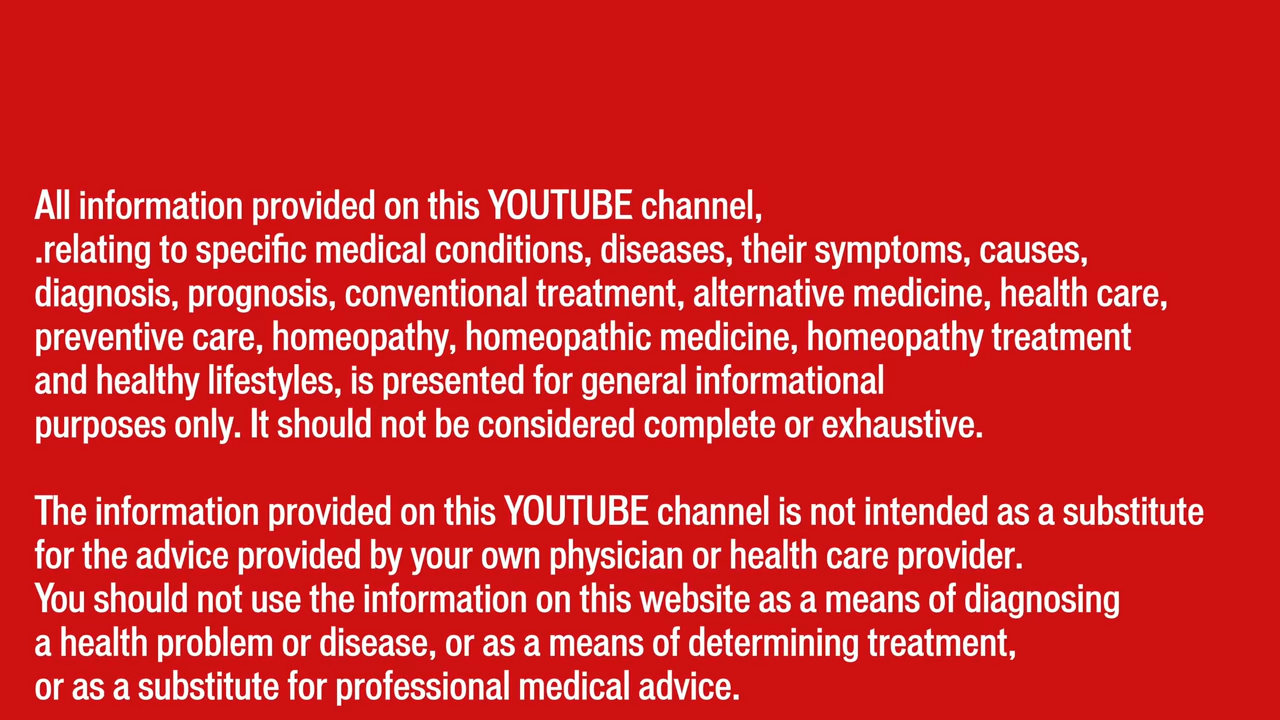 All information provided on this YOUTUBE channel,
.relating to specific medical conditions, diseases, their symptoms, causes,
diagnosis, prognosis, conventional treatment, alternative medicine, health care,
preventive care, homeopathy, homeopathic medicine, homeopathy treatment
and healthy lifestyles, is presented for general informational
purposes only. It should not be considered complete or exhaustive.
The information provided on this YOUTUBE channel is not intended as a substitute
for the advice provided by your own physician or health care provider.
You should not use the information on this website as a means of diagnosing
a health problem or disease, or as a means of determining treatment,
or as a substitute for professional medical advice.